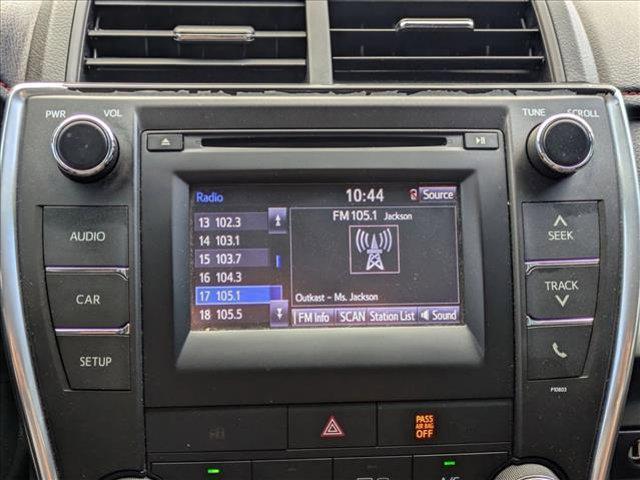 PWR VOL
TUNE SCROLL
Radio 10:44 Source
FM 105.1 Jackson
13 102.3
14 103.1
15 103.7
16 104.3
17 105.1
18 105.5
Outkast - Ms. Jackson
FM Info SCAN Station List Sound
AUDIO
CAR
SETUP
SEEK
TRACK
P10803
PASS
AIR BAG
OFF